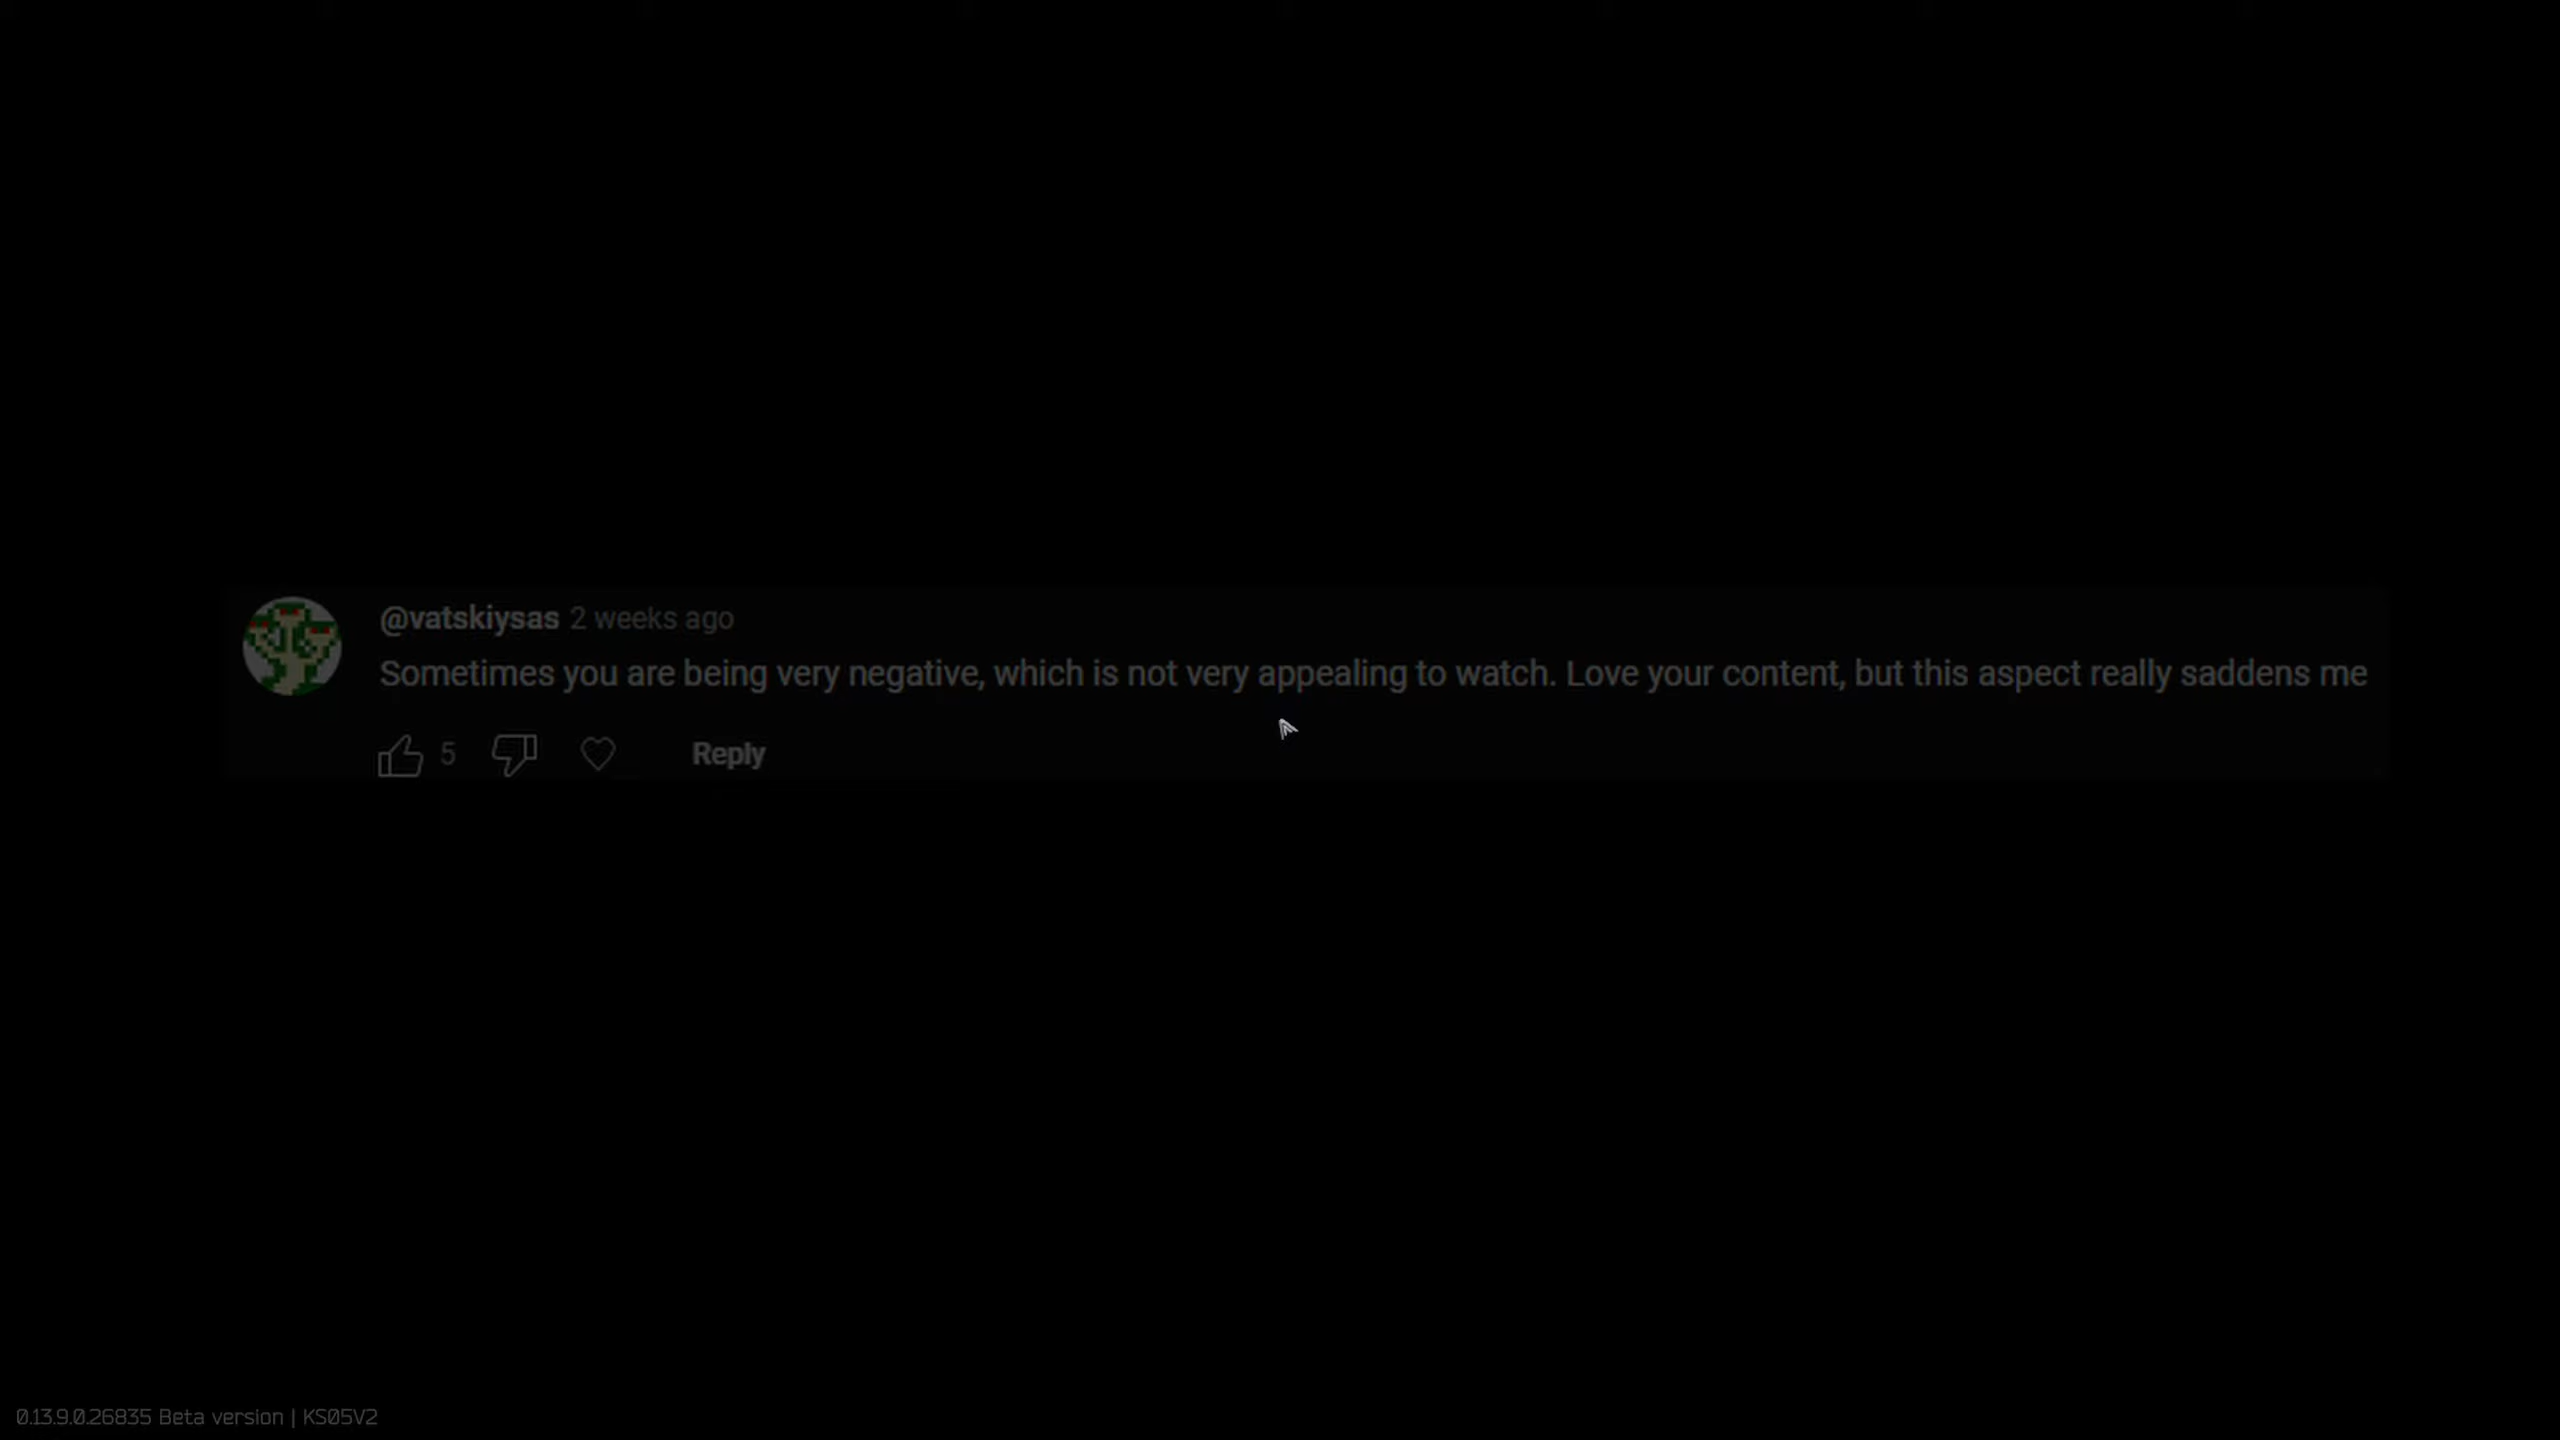 @vatskiysas 2 weeks ago
Sometimes you are being very negative, which is not very appealing to watch. Love your content, but this aspect really saddens me
5 Reply
0.13.9.0.26835 Beta version | KS05V2